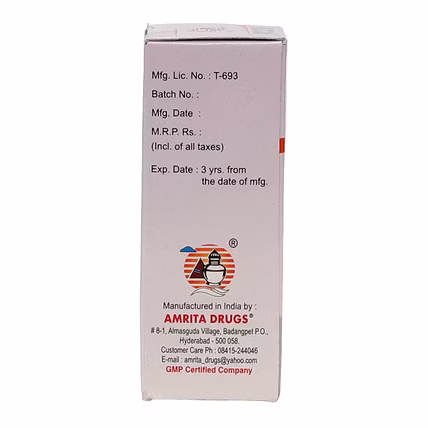 Mfg. Lic. No. : T-693
Batch No. :
Mfg. Date :
M.R.P. Rs. :
(Incl. of all taxes)
Exp. Date : 3 yrs. from
the date of mfg.
®
Manufactured in India by :
AMRITA DRUGS®
# 8-1, Almasguda Village, Badangpet P.O.,
Hyderabad - 500 058.
Customer Care Ph : 08415-244046
E-mail : amrita_drugs@yahoo.com
GMP Certified Company